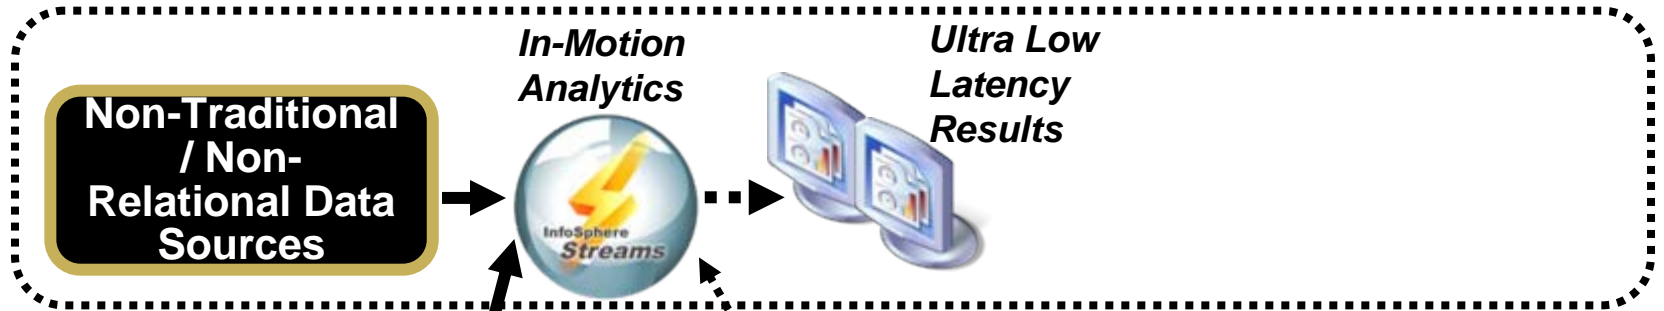 Non-Traditional
/ Non-
Relational Data
Sources
In-Motion
Analytics
InfoSphere
Streams
Ultra Low
Latency
Results